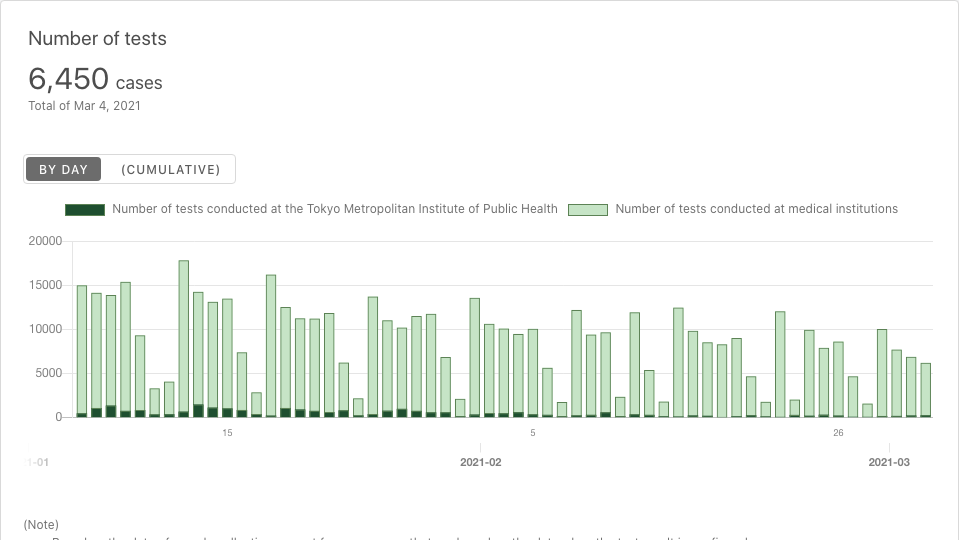 Number of tests
6,450 cases
Total of Mar 4, 2021
BY DAY (CUMULATIVE)
Number of tests conducted at the Tokyo Metropolitan Institute of Public Health Number of tests conducted at medical institutions
20000
15000
10000
5000
0
15 5 26
1-01 2021-02 2021-03
(Note)